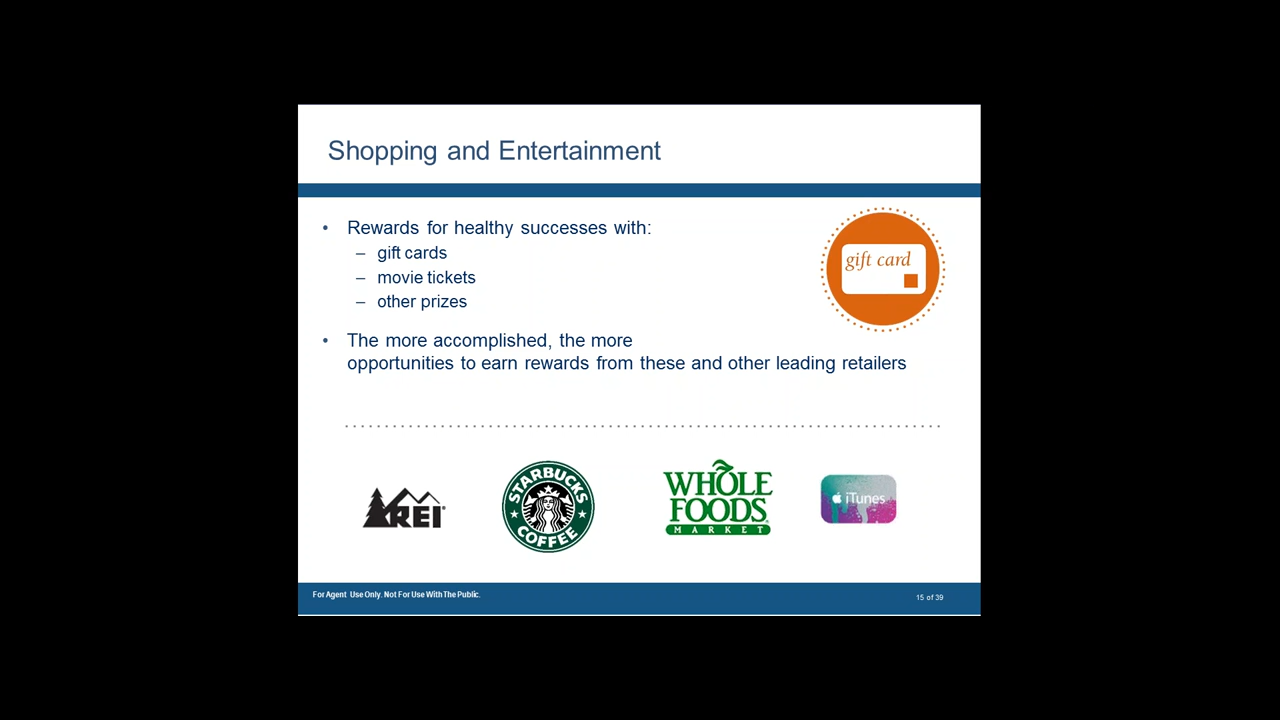 Shopping and Entertainment
• Rewards for healthy successes with:
– gift cards
– movie tickets
– other prizes
gift card
• The more accomplished, the more
opportunities to earn rewards from these and other leading retailers
REI®
STARBUCKS
COFFEE
WHOLE
FOODS®
MARKET
iTunes
For Agent Use Only. Not For Use With The Public.
15 of 39